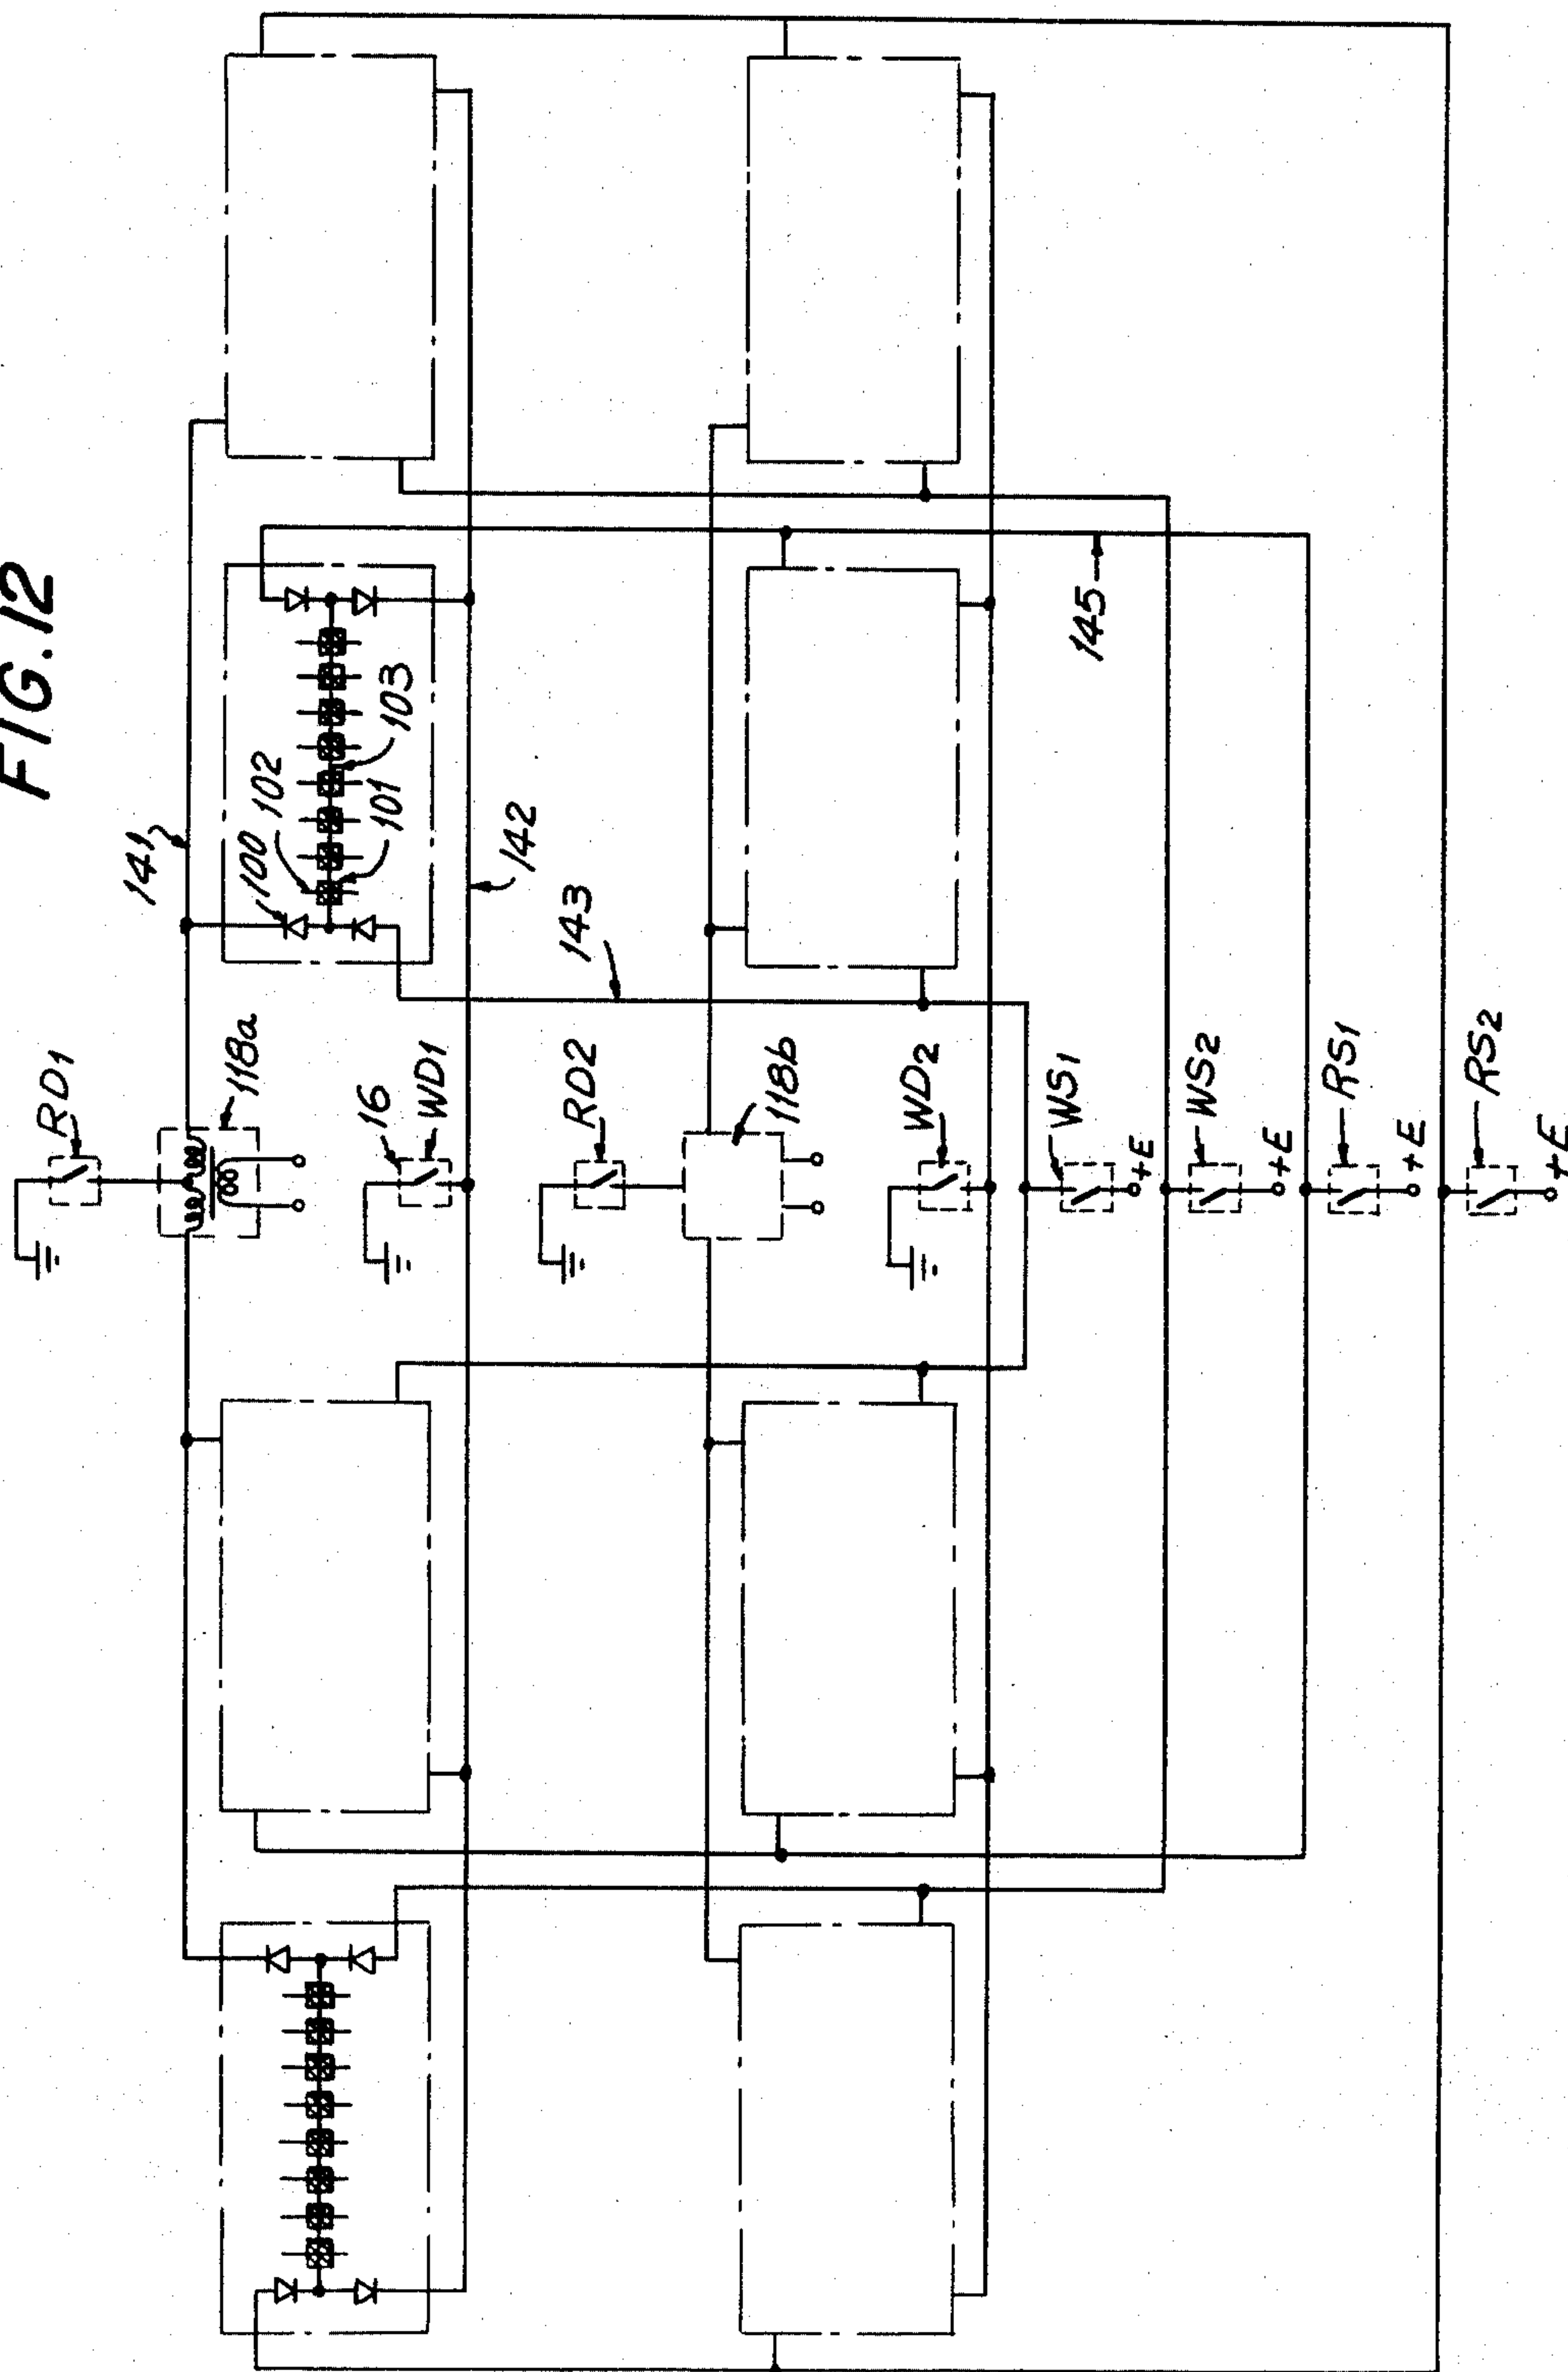 FIG.12
RD1
118a
141
100
102
101
103
16
WD1
142
143
RD2
118b
WD2
145
WS1
+E
WS2
+E
RS1
+E
RS2
+E